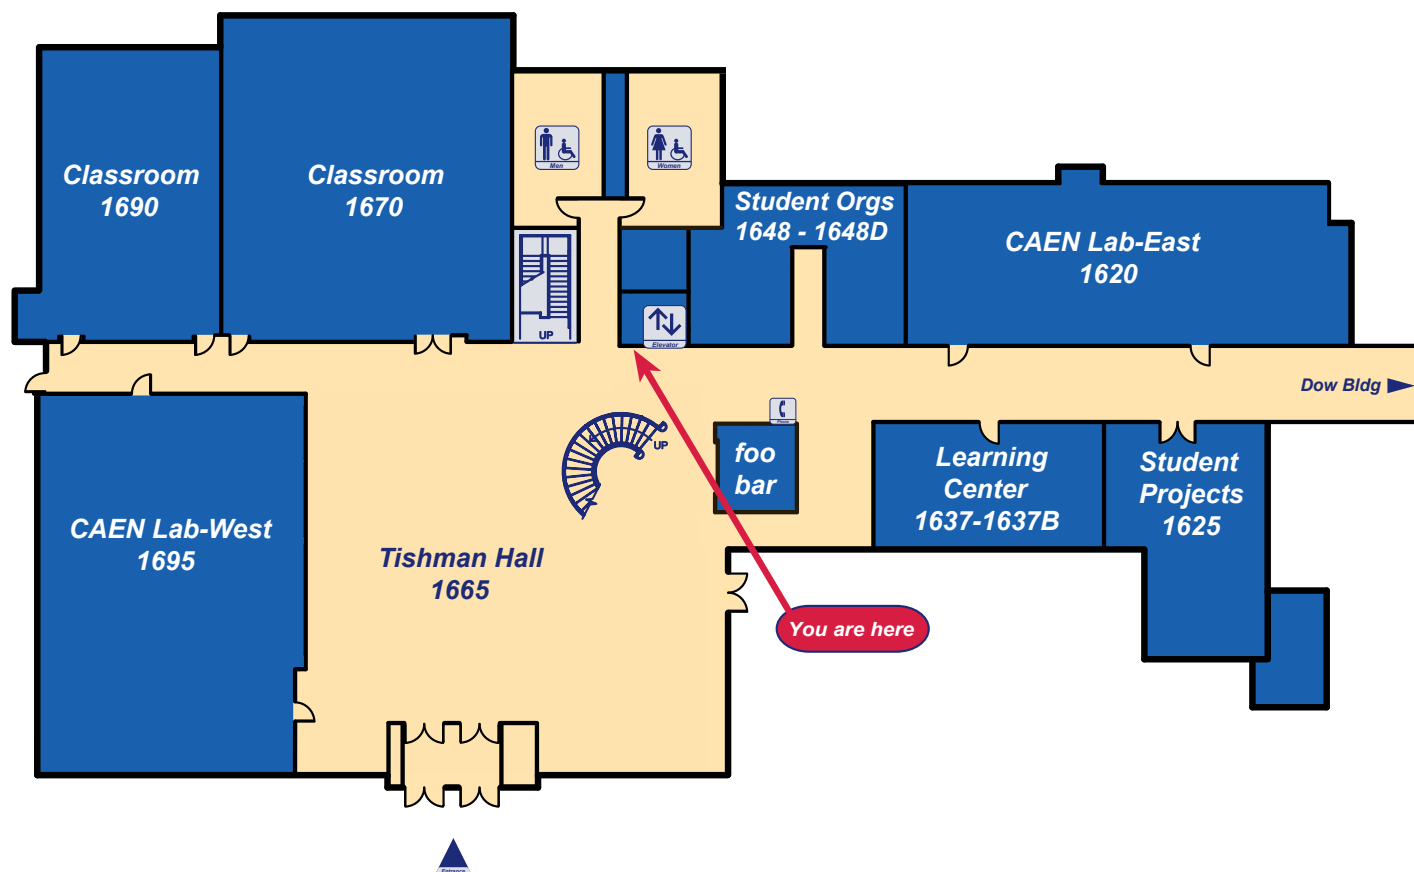 Classroom
1690
Classroom
1670
Men
Women
Student Orgs
1648 - 1648D
CAEN Lab-East
1620
UP
Elevator
Dow Bldg
Phone
UP
foo
bar
Learning
Center
1637-1637B
Student
Projects
1625
CAEN Lab-West
1695
Tishman Hall
1665
You are here
Entrance